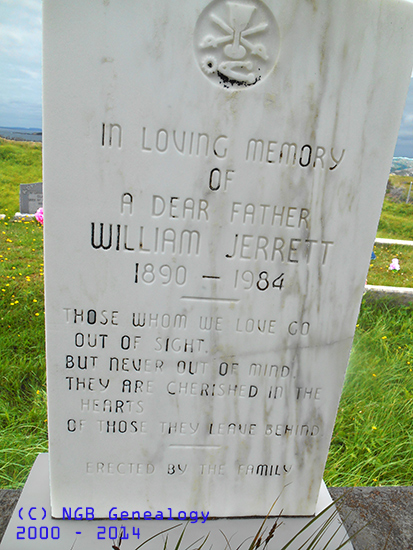 IN LOVING MEMORY
OF
A DEAR FATHER
WILLIAM JERRETT
1890 – 1984
THOSE WHOM WE LOVE GO
OUT OF SIGHT.
BUT NEVER OUT OF MIND.
THEY ARE CHERISHED IN THE
HEARTS
OF THOSE THEY LEAVE BEHIND.
ERECTED BY THE FAMILY
(C) NGB Genealogy
2000 - 2014